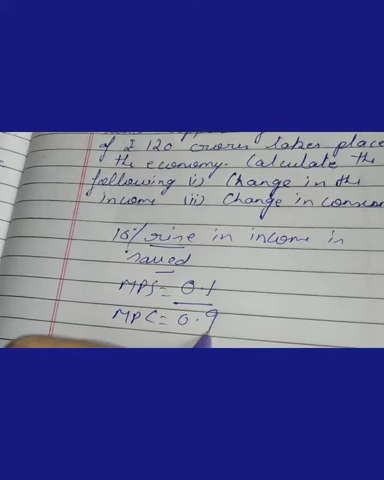 of ₹ 120 crores takes place
the economy. Calculate the
following (i) Change in the
income (ii) Change in consum
10% rise in income is
saved
MPS = 0.1
MPC = 0.9